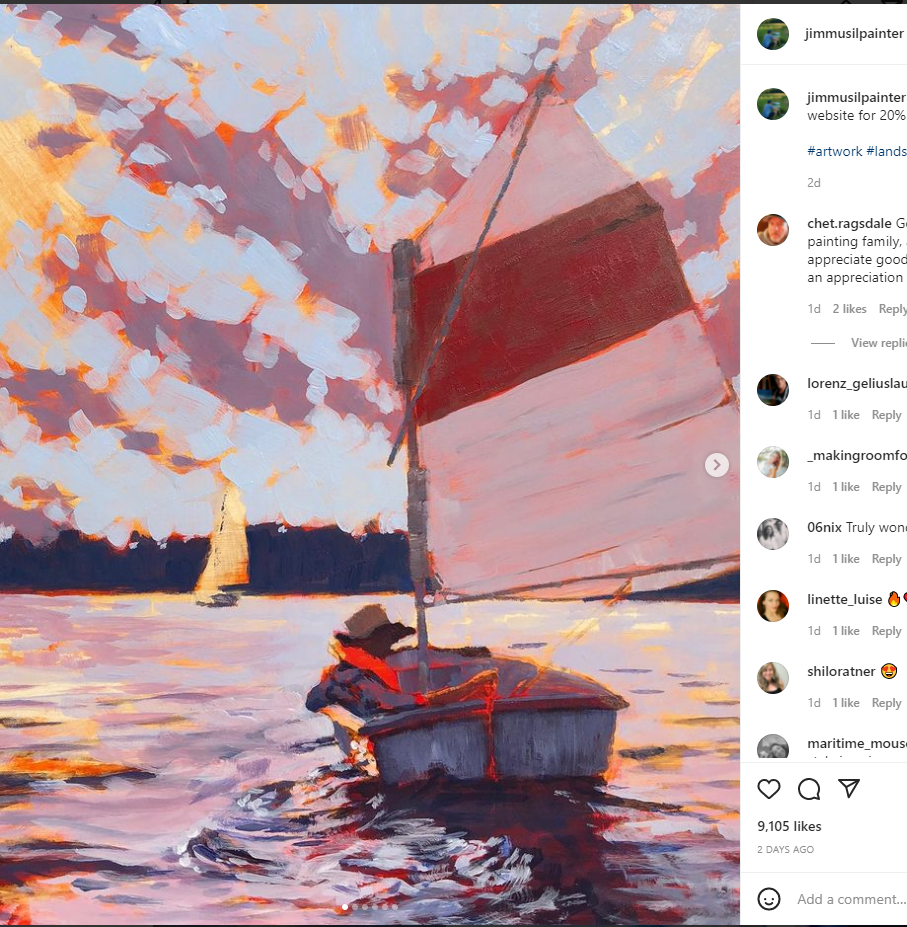 jimmusilpainter
jimmusilpainter
website for 20%
#artwork #lands
2d
chet.ragsdale
painting family,
appreciate good
an appreciation
1d 2 likes Reply
View replie
lorenz_geliuslau
1d 1 like Reply
_makingroomfo
1d 1 like Reply
06nix Truly wond
1d 1 like Reply
linette_luise
1d 1 like Reply
shiloratner
1d 1 like Reply
maritime_mouse
9,105 likes
2 DAYS AGO
Add a comment...